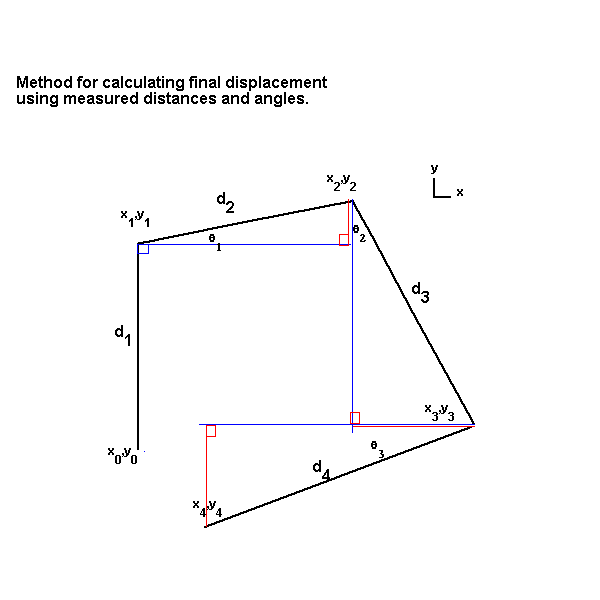 Method for calculating final displacement
using measured distances and angles.
y
x
x2,y2
d2
x1,y1
θ1
θ2
d3
d1
x3,y3
θ3
x0,y0
d4
x4,y4